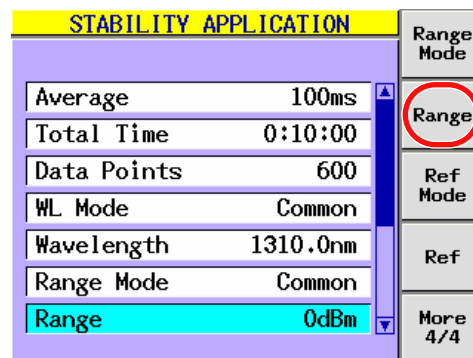 STABILITY APPLICATION
Average 100ms
Total Time 0:10:00
Data Points 600
WL Mode Common
Wavelength 1310.0nm
Range Mode Common
Range 0dBm
Range
Mode
Range
Ref
Mode
Ref
More
4/4